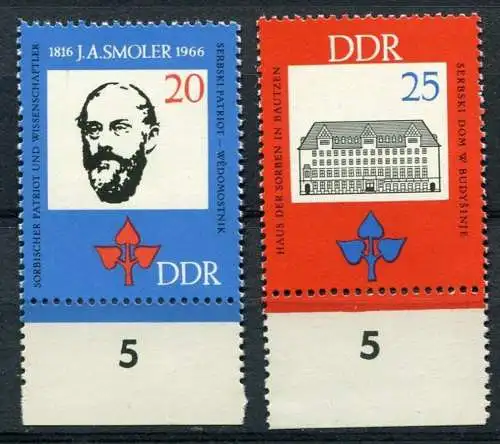 1816 J.A.SMOLER 1966
SORBISCHER PATRIOT UND WISSENSCHAFTLER
20
SERBSKI PATRIOT — WĚDOMOSTNIK
DDR
5
DDR
HAUS DER SORBEN IN BAUTZEN
25
SERBSKI DOM W BUDYŠINJE
5